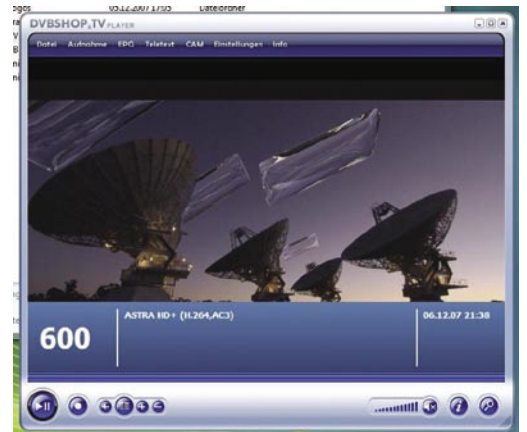 05.12.2007 17:05 Dateiordner
DVBSHOP.TV PLAYER
Datei Aufnahme EPG Teletext CAM Einstellungen Info
600
ASTRA HD+ (H.264,AC3)
06.12.07 21:38